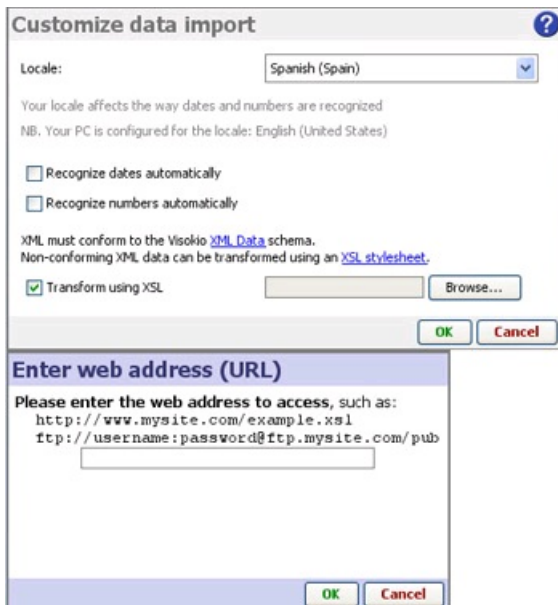 Customize data import
?
Locale:
Spanish (Spain)
Your locale affects the way dates and numbers are recognized
NB. Your PC is configured for the locale: English (United States)
Recognize dates automatically
Recognize numbers automatically
XML must conform to the Visokio XML Data schema.
Non-conforming XML data can be transformed using an XSL stylesheet.
Transform using XSL
Browse...
OK
Cancel
Enter web address (URL)
Please enter the web address to access, such as:
http://www.mysite.com/example.xsl
ftp://username:password@ftp.mysite.com/pub
OK
Cancel